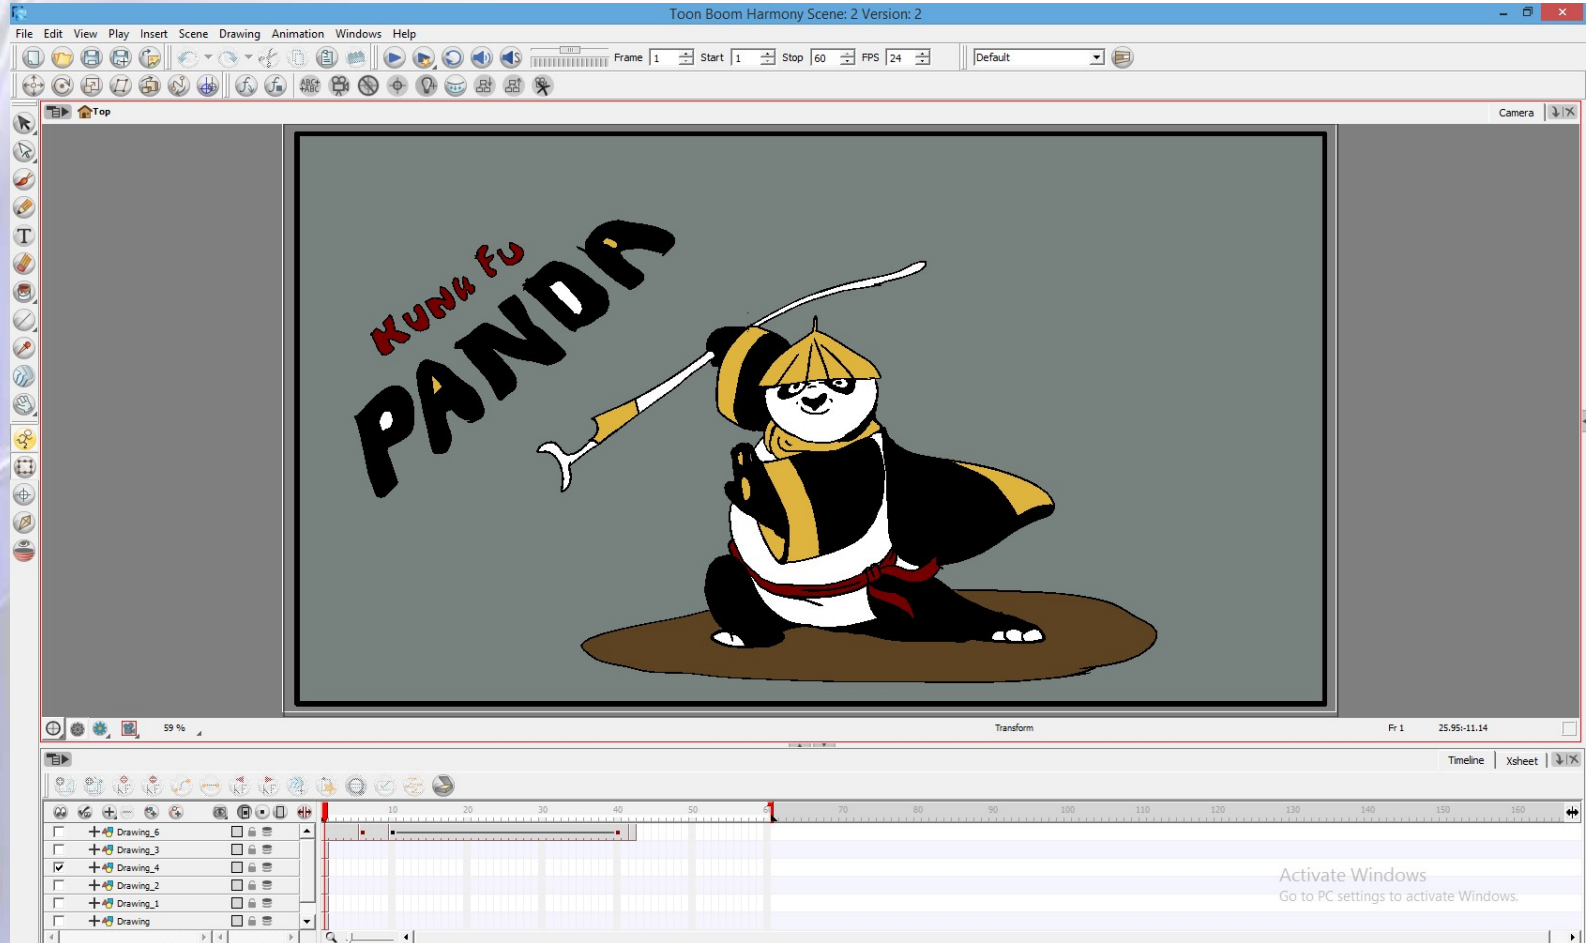 Toon Boom Harmony Scene: 2 Version: 2
File Edit View Play Insert Scene Drawing Animation Windows Help
Frame 1 Start 1 Stop 60 FPS 24 Default
Top
Camera
KUNG FU
PANDA
59 % Transform Fr 1 25.95:-11.14
Timeline Xsheet
10 20 30 40 50 70 80 90 100 110 120 130 140 150 160
Drawing_6
Drawing_3
Drawing_4
Drawing_2
Drawing_1
Drawing
Activate Windows
Go to PC settings to activate Windows.